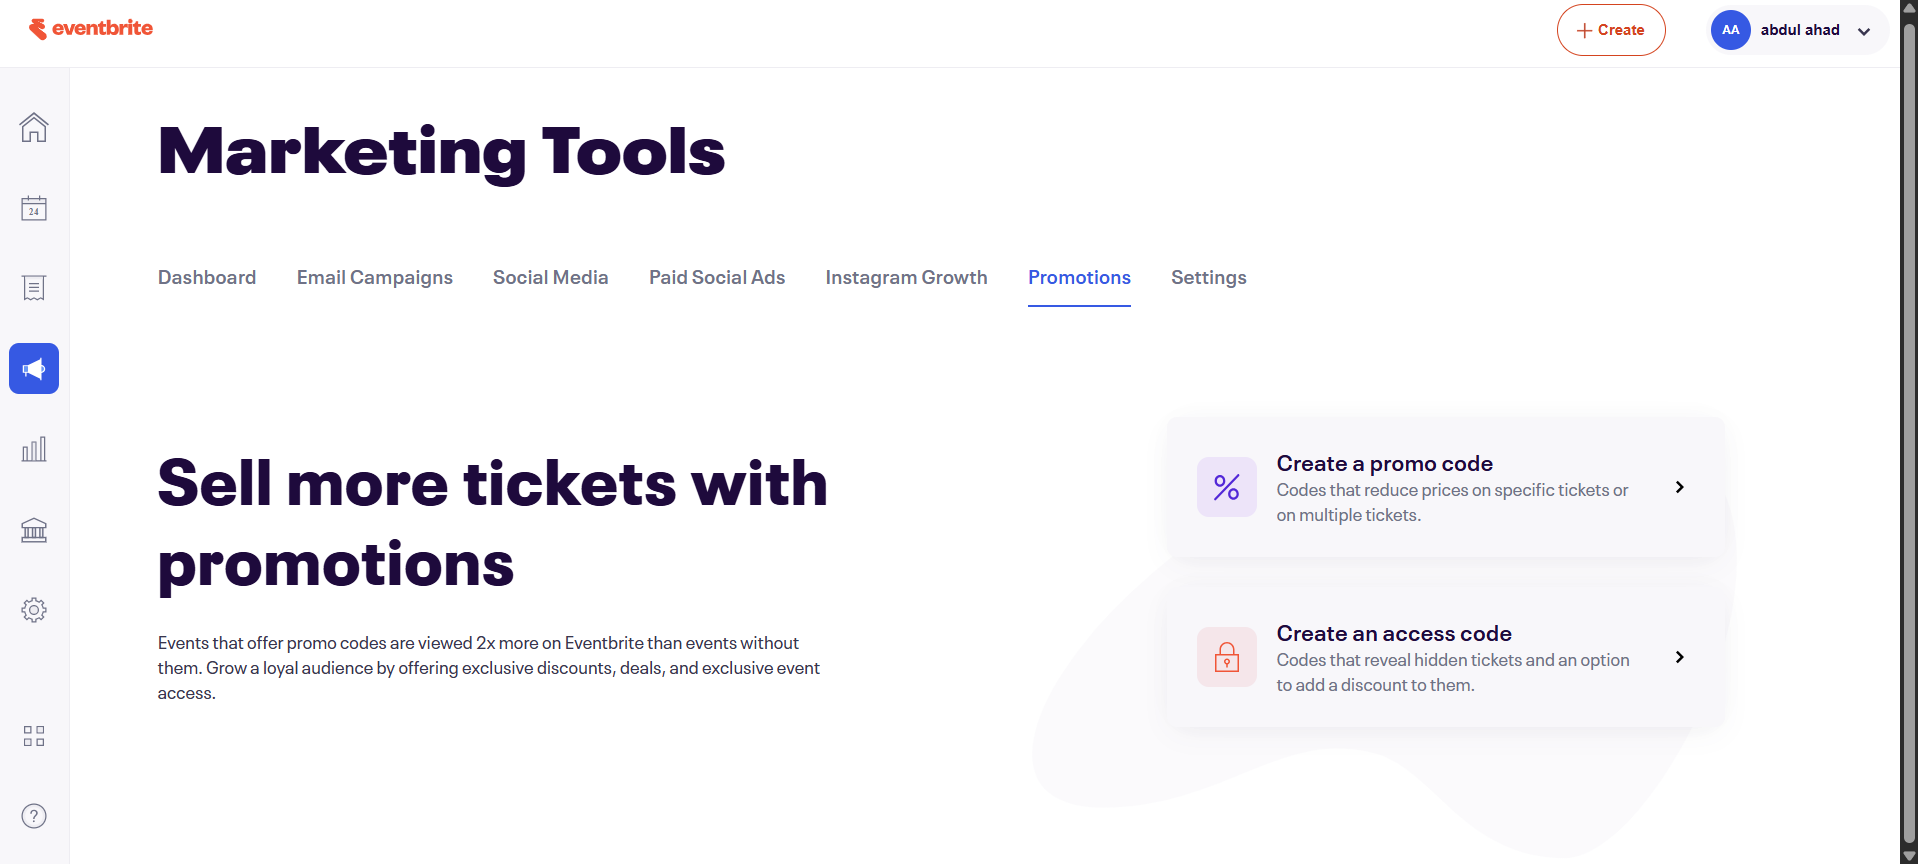 eventbrite
Create
AA
abdul ahad
24
Marketing Tools
Dashboard
Email Campaigns
Social Media
Paid Social Ads
Instagram Growth
Promotions
Settings
Sell more tickets with
promotions
Events that offer promo codes are viewed 2x more on Eventbrite than events without
them. Grow a loyal audience by offering exclusive discounts, deals, and exclusive event
access.
%
Create a promo code
Codes that reduce prices on specific tickets or
on multiple tickets.
Create an access code
Codes that reveal hidden tickets and an option
to add a discount to them.
?